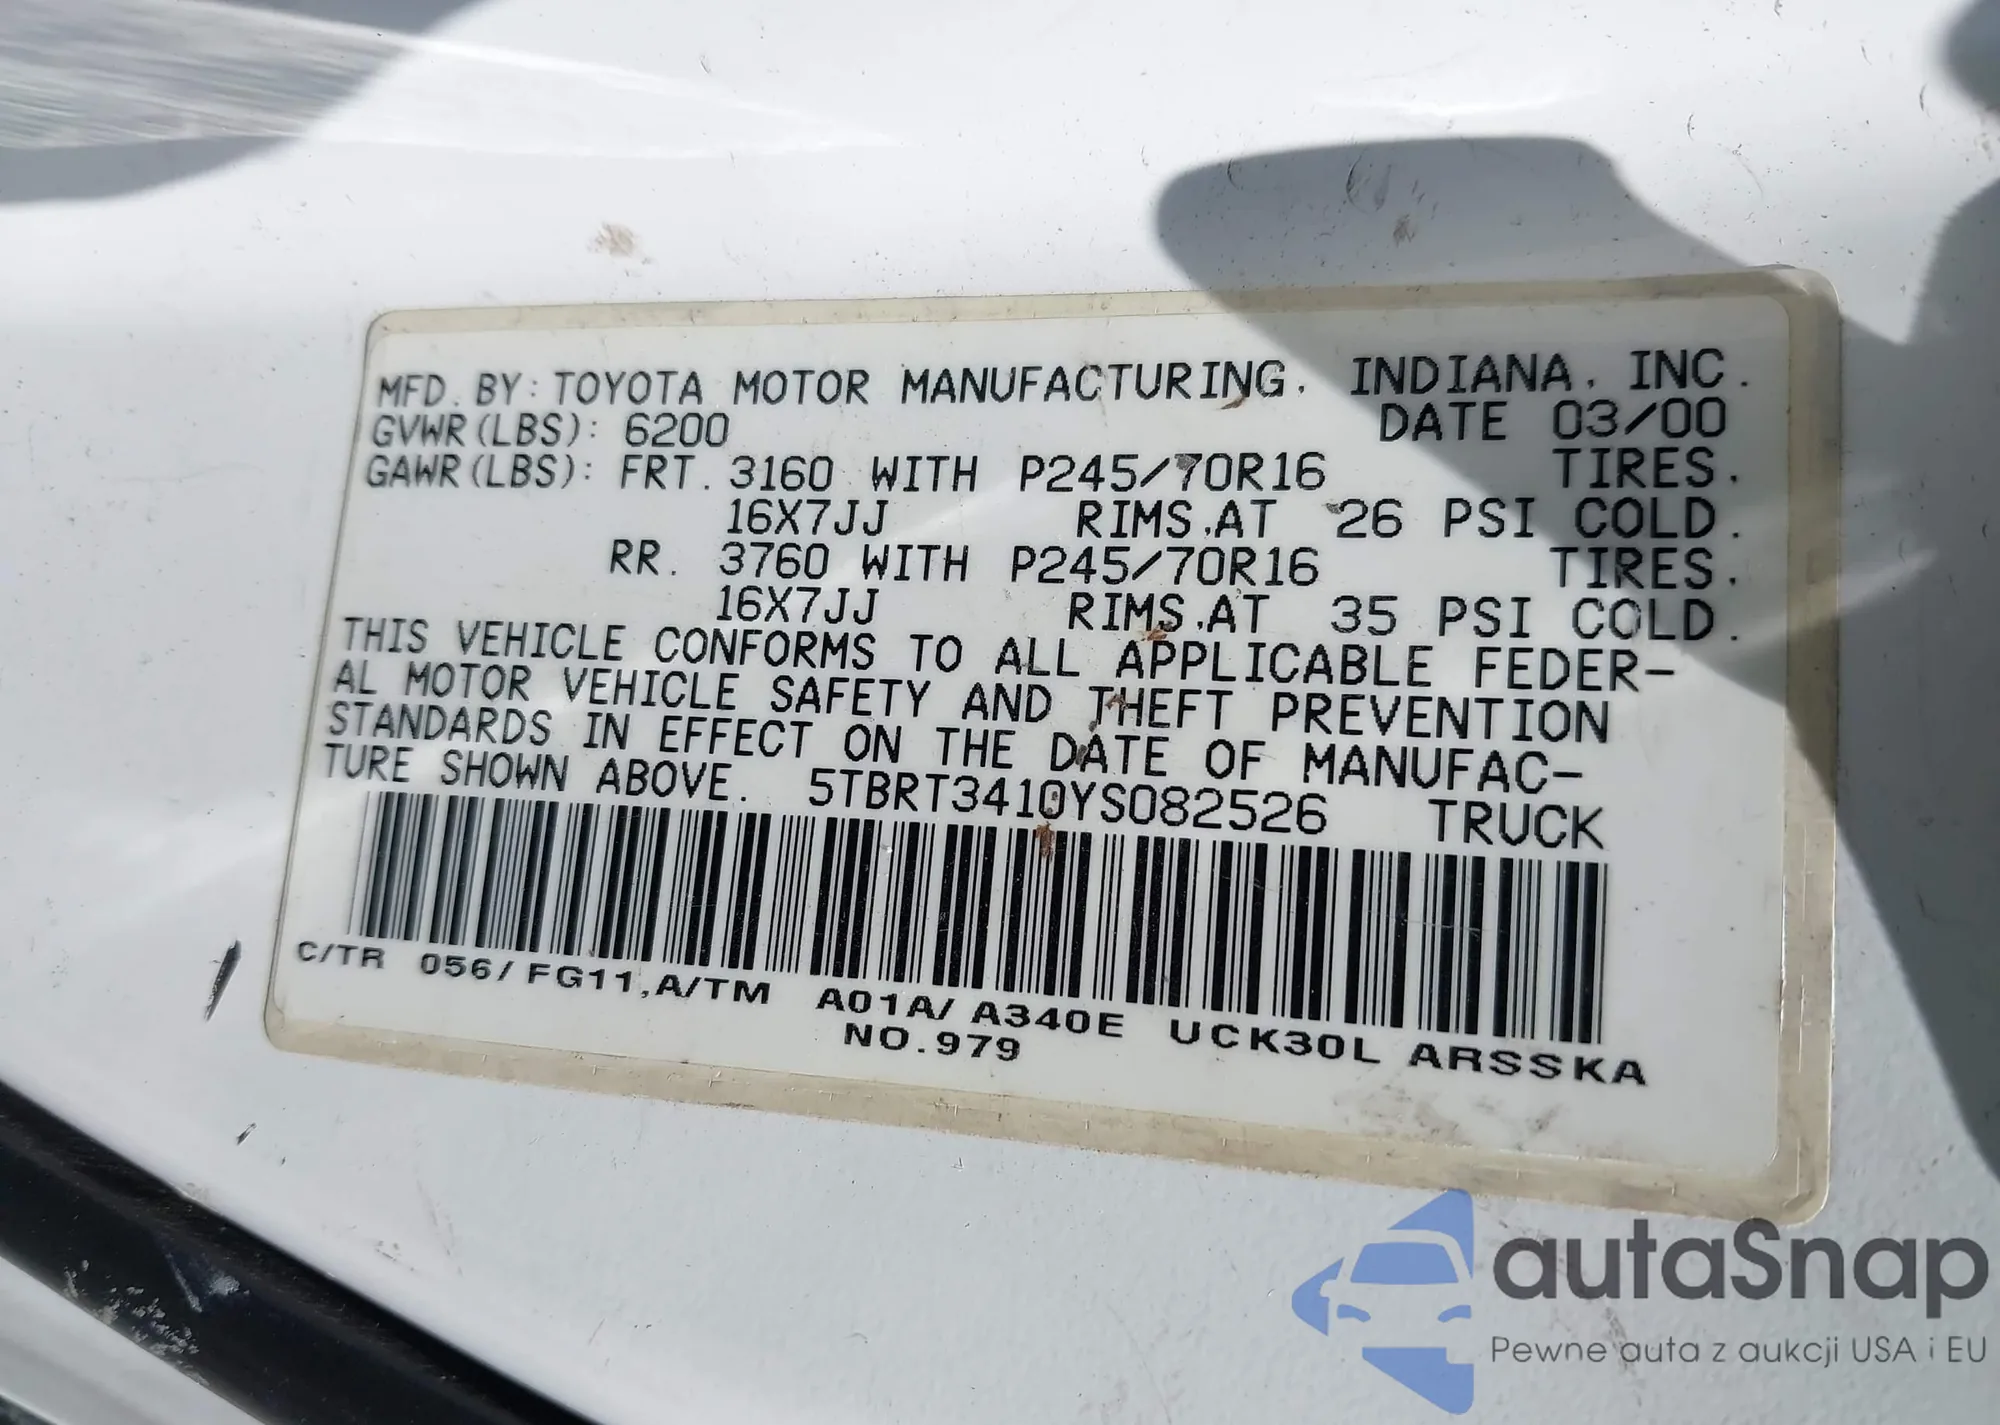 MFD. BY: TOYOTA MOTOR MANUFACTURING, INDIANA, INC.
GVWR(LBS): 6200 DATE 03/00
GAWR(LBS): FRT. 3160 WITH P245/70R16 TIRES.
16X7JJ RIMS.AT 26 PSI COLD.
RR. 3760 WITH P245/70R16 TIRES.
16X7JJ RIMS.AT 35 PSI COLD.
THIS VEHICLE CONFORMS TO ALL APPLICABLE FEDER-
AL MOTOR VEHICLE SAFETY AND THEFT PREVENTION
STANDARDS IN EFFECT ON THE DATE OF MANUFAC-
TURE SHOWN ABOVE. 5TBRT3410YS082526 TRUCK
C/TR 056/FG11,A/TM A01A/A340E UCK30L ARSSKA
NO.979
autaSnap
Pewne auta z aukcji USA i EU